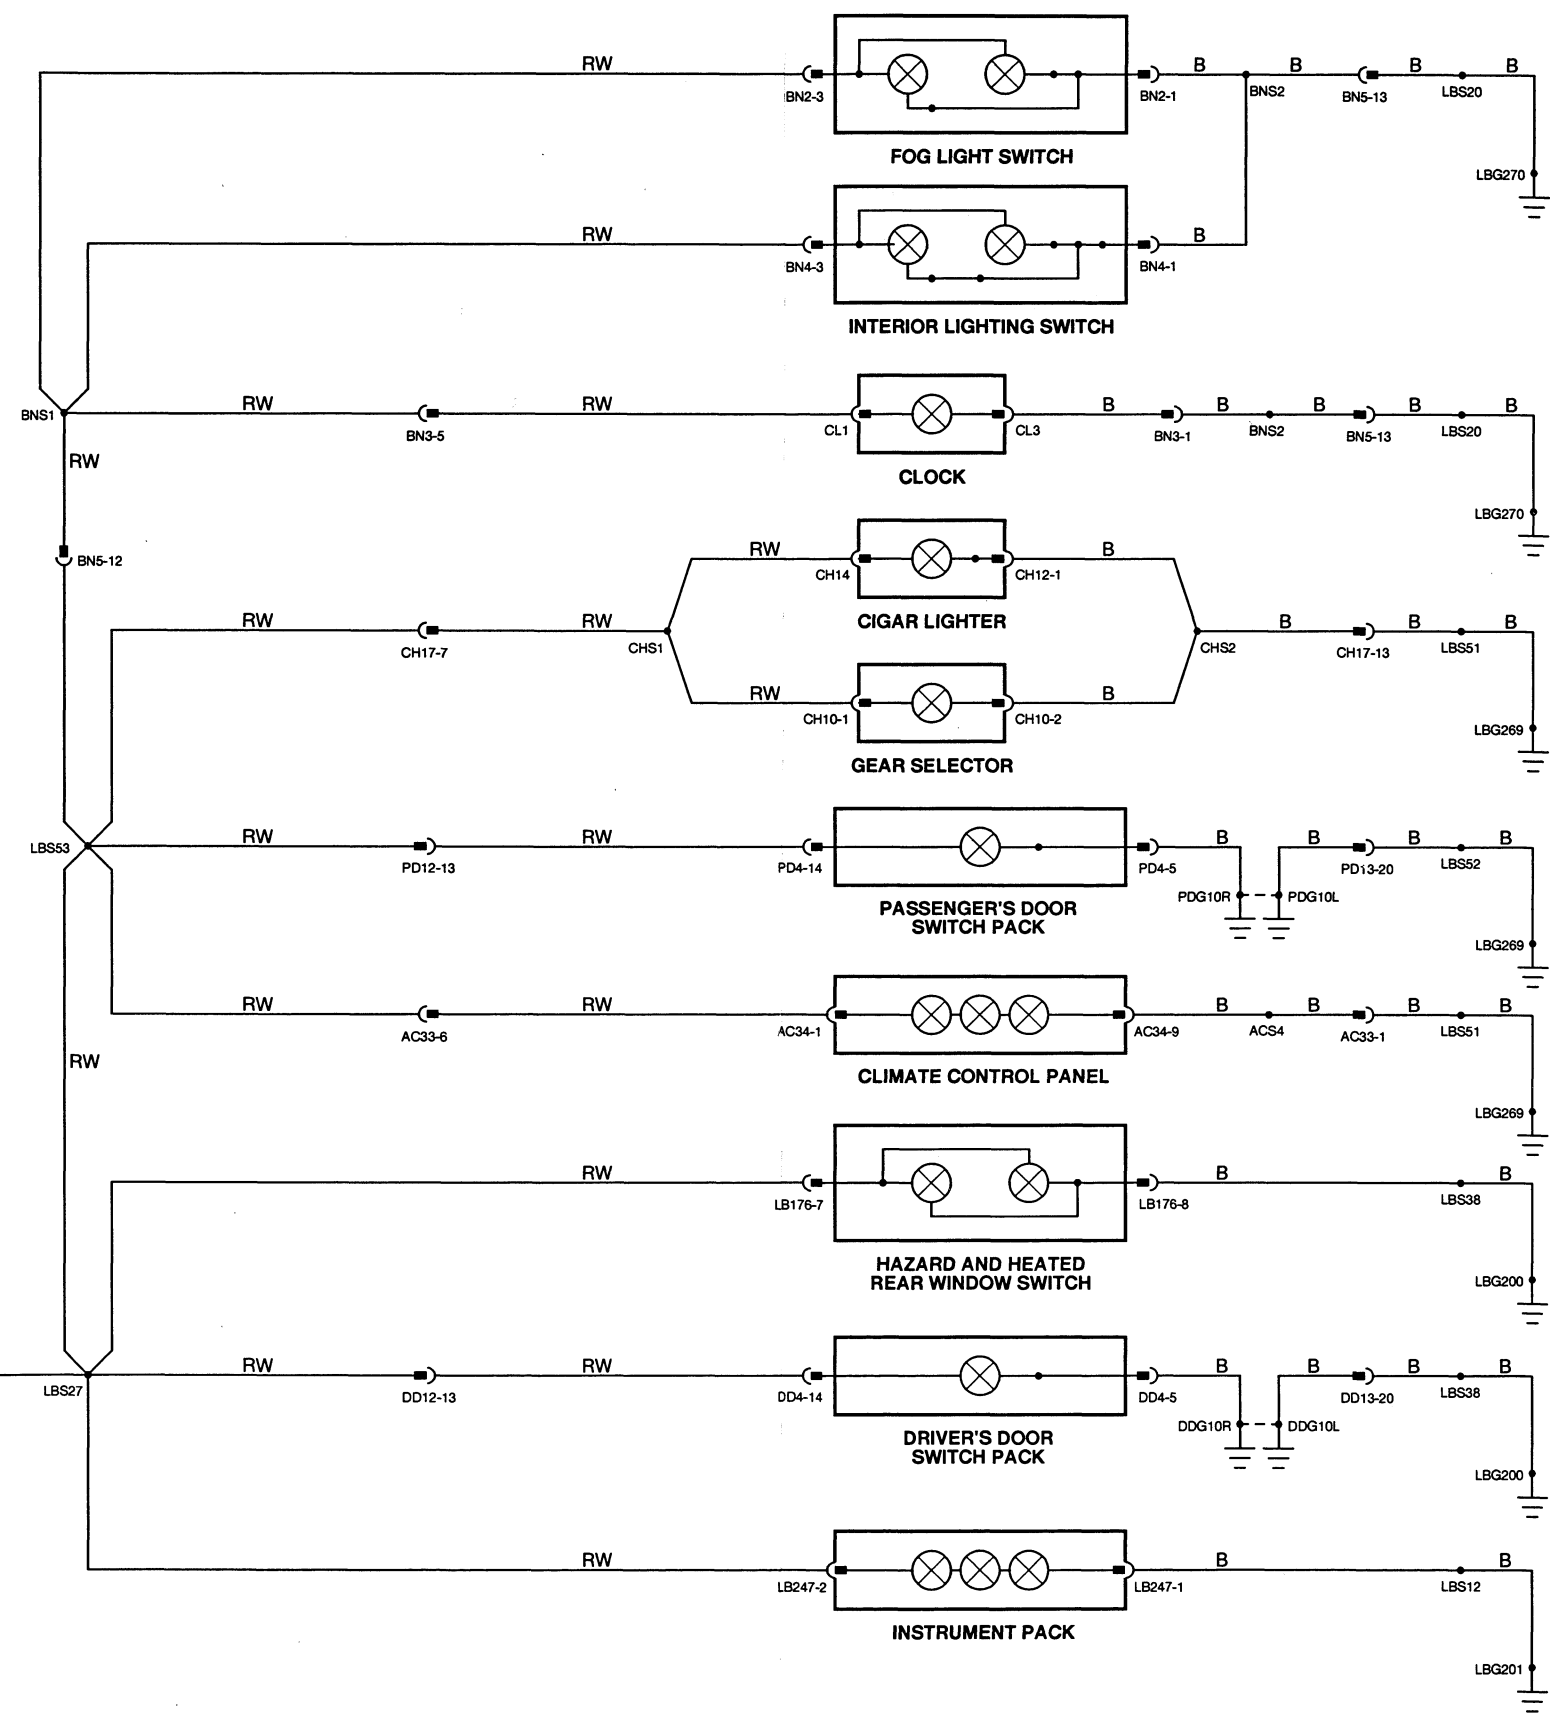 RW
B B B B
BN2-3 BN2-1 BNS2 BN5-13 LBS20
FOG LIGHT SWITCH
LBG270
RW
B
BN4-3 BN4-1
INTERIOR LIGHTING SWITCH
RW RW B B B B B
BNS1 BN3-5 CL1 CL3 BN3-1 BNS2 BN5-13 LBS20
RW
CLOCK
LBG270
BN5-12
RW B
CH14 CH12-1
CIGAR LIGHTER
RW RW B B B
CH17-7 CHS1 CHS2 CH17-13 LBS51
RW B
CH10-1 CH10-2
LBG269
GEAR SELECTOR
RW RW B B B B
LBS53 PD12-13 PD4-14 PD4-5 PD13-20 LBS52
PDG10R PDG10L
PASSENGER'S DOOR
SWITCH PACK
LBG269
RW RW B B B B
AC33-6 AC34-1 AC34-9 ACS4 AC33-1 LBS51
RW
CLIMATE CONTROL PANEL
LBG269
RW B B
LB176-7 LB176-8 LBS38
HAZARD AND HEATED
REAR WINDOW SWITCH
LBG200
RW RW B B B B
LBS27 DD12-13 DD4-14 DD4-5 DD13-20 LBS38
DDG10R DDG10L
DRIVER'S DOOR
SWITCH PACK
LBG200
RW B B
LB247-2 LB247-1 LBS12
INSTRUMENT PACK
LBG201